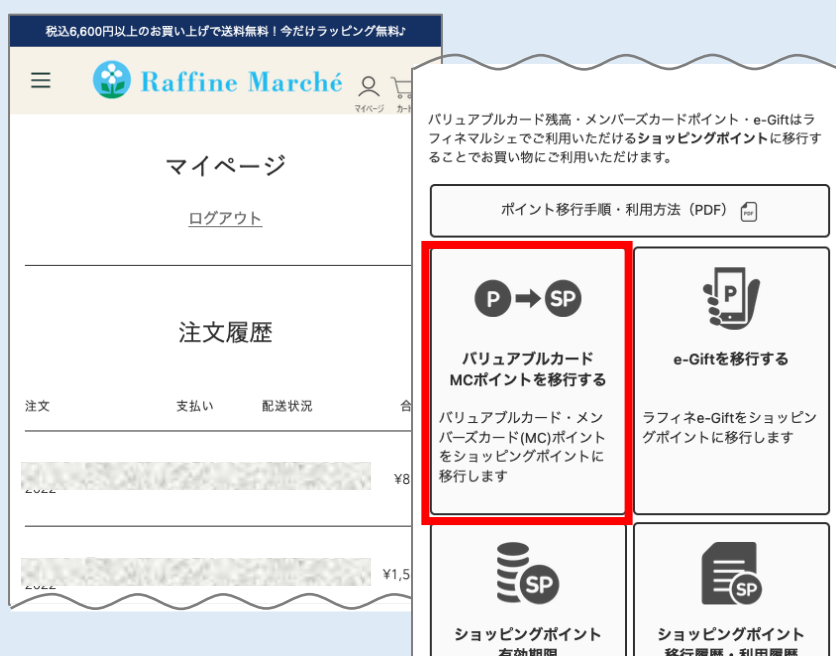 税込6,600円以上のお買い上げで送料無料！今だけラッピング無料♪
Raffine Marché
マイページ
マイページ
ログアウト
注文履歴
注文 支払い 配送状況
¥8
2022
¥1,5
2022
バリュアブルカード残高・メンバーズカードポイント・e-Giftはラ
フィネマルシェでご利用いただけるショッピングポイントに移行す
ることでお買い物にご利用いただけます。
ポイント移行手順・利用方法（PDF）
PDF
P SP
バリュアブルカード
MCポイントを移行する
バリュアブルカード・メン
バーズカード(MC)ポイント
をショッピングポイントに
移行します
P
e-Giftを移行する
ラフィネe-Giftをショッピン
グポイントに移行します
SP
ショッピングポイント
有効期限
SP
ショッピングポイント
移行履歴・利用履歴